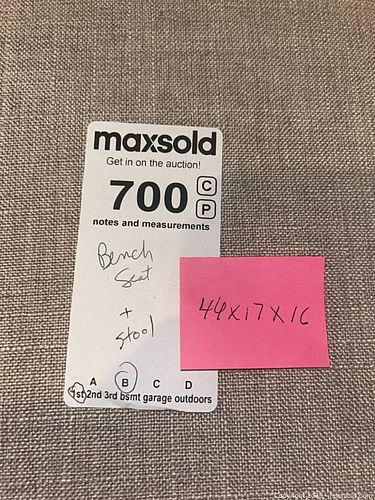 maxsold
Get in on the auction!
700 C
P
notes and measurements
Bench
Seat
+
Stool
A B C D
1st 2nd 3rd bsmt garage outdoors
44x17x16